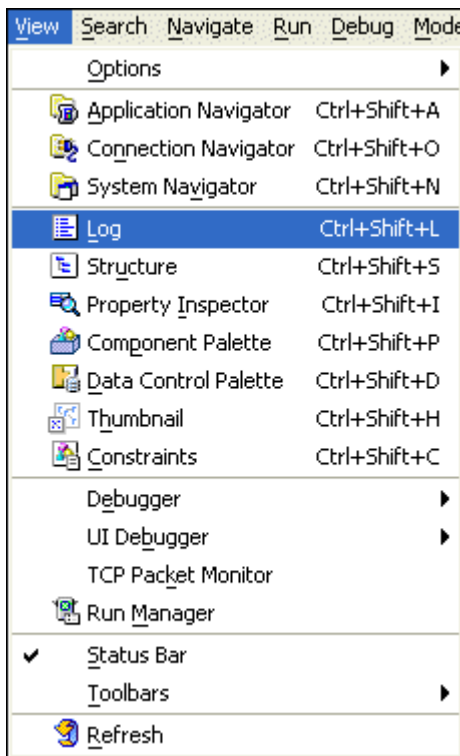 View Search Navigate Run Debug Mode
Options
Application Navigator Ctrl+Shift+A
Connection Navigator Ctrl+Shift+O
System Navigator Ctrl+Shift+N
Log Ctrl+Shift+L
Structure Ctrl+Shift+S
Property Inspector Ctrl+Shift+I
Component Palette Ctrl+Shift+P
Data Control Palette Ctrl+Shift+D
Thumbnail Ctrl+Shift+H
Constraints Ctrl+Shift+C
Debugger
UI Debugger
TCP Packet Monitor
Run Manager
Status Bar
Toolbars
Refresh